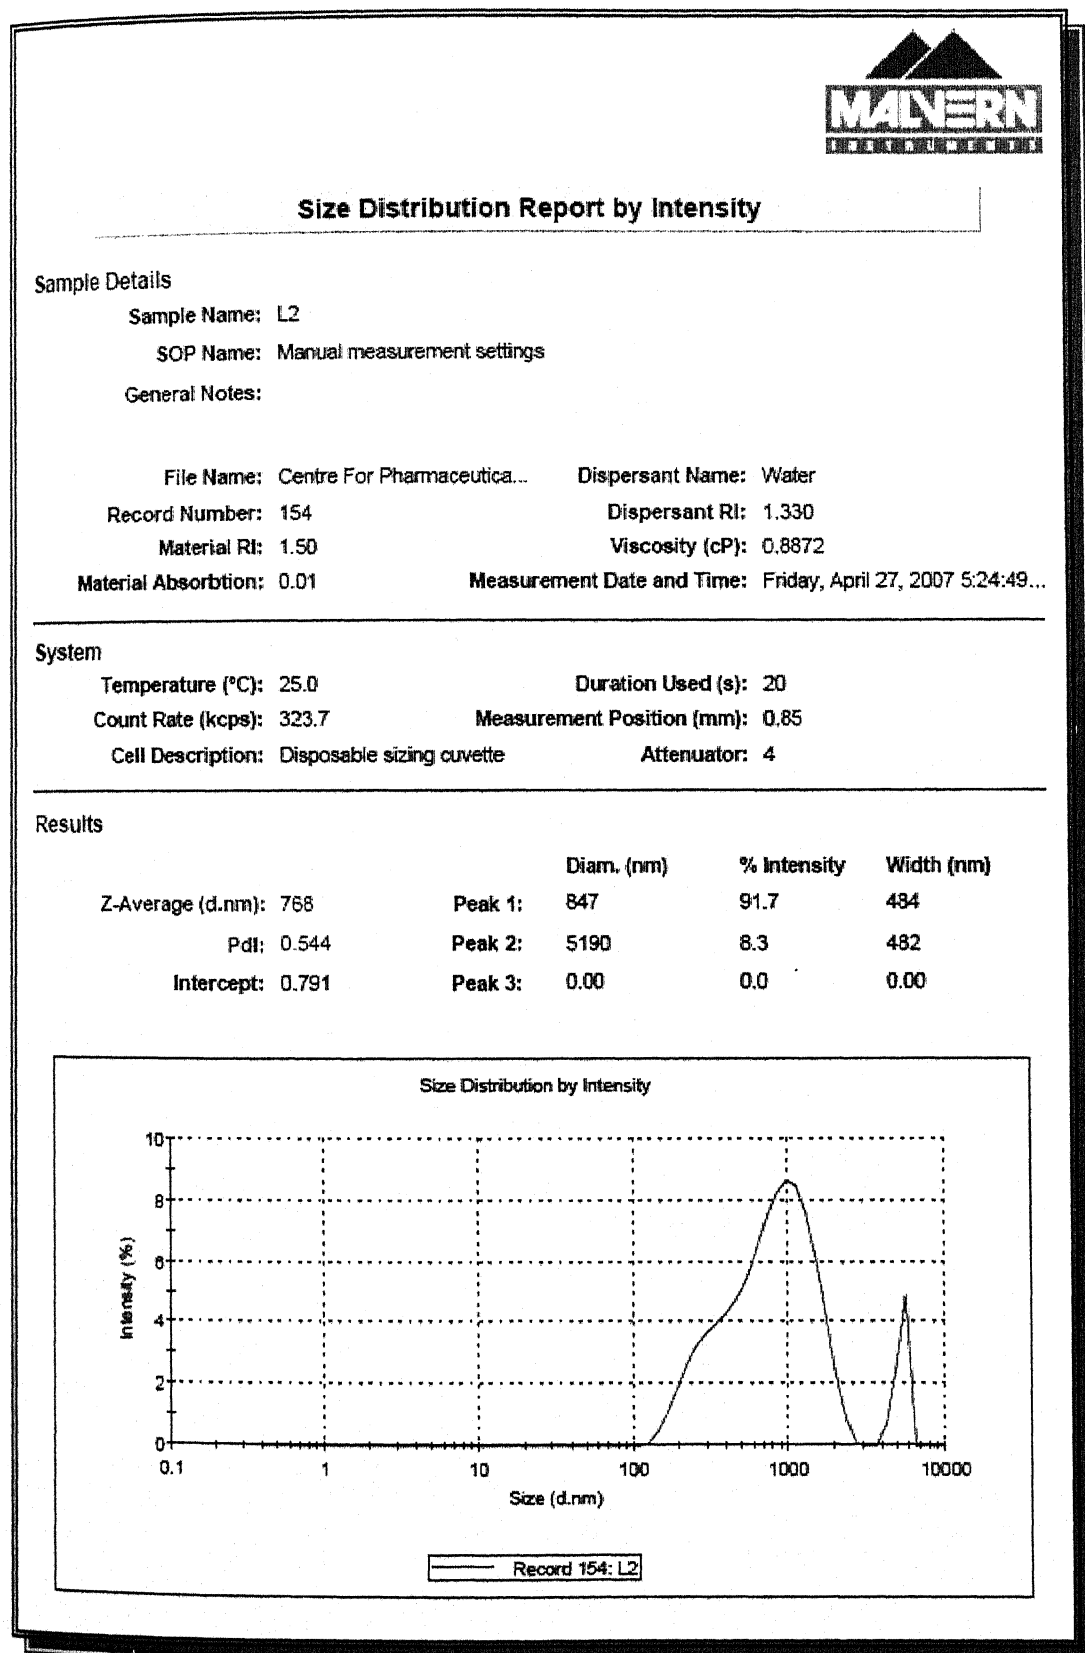 MALVERN
INSTRUMENTS
Size Distribution Report by Intensity
Sample Details
Sample Name: L2
SOP Name: Manual measurement settings
General Notes:
File Name: Centre For Pharmaceutica... Dispersant Name: Water
Record Number: 154 Dispersant RI: 1.330
Material RI: 1.50 Viscosity (cP): 0.8872
Material Absorbtion: 0.01 Measurement Date and Time: Friday, April 27, 2007 5:24:49...
System
Temperature (°C): 25.0 Duration Used (s): 20
Count Rate (kcps): 323.7 Measurement Position (mm): 0.85
Cell Description: Disposable sizing cuvette Attenuator: 4
Results
Diam. (nm) % Intensity Width (nm)
Z-Average (d.nm): 768 Peak 1: 847 91.7 484
PdI: 0.544 Peak 2: 5190 8.3 482
Intercept: 0.791 Peak 3: 0.00 0.0 0.00
Size Distribution by Intensity
10
8
6
4
2
0
Intensity (%)
0.1 1 10 100 1000 10000
Size (d.nm)
Record 154: L2